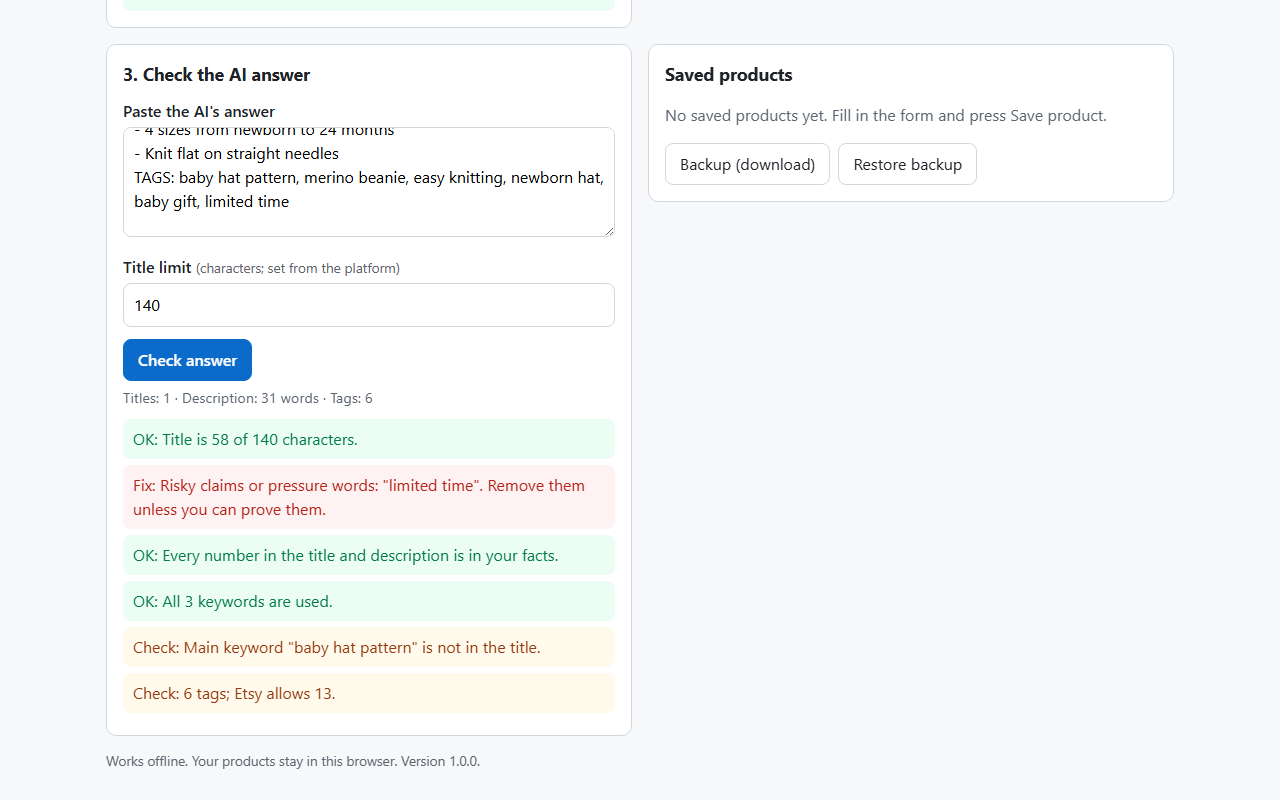 3. Check the AI answer
Paste the AI's answer
- 4 sizes from newborn to 24 months
- Knit flat on straight needles
TAGS: baby hat pattern, merino beanie, easy knitting, newborn hat,
baby gift, limited time
Title limit (characters; set from the platform)
140
Check answer
Titles: 1 · Description: 31 words · Tags: 6
OK: Title is 58 of 140 characters.
Fix: Risky claims or pressure words: "limited time". Remove them
unless you can prove them.
OK: Every number in the title and description is in your facts.
OK: All 3 keywords are used.
Check: Main keyword "baby hat pattern" is not in the title.
Check: 6 tags; Etsy allows 13.
Saved products
No saved products yet. Fill in the form and press Save product.
Backup (download)
Restore backup
Works offline. Your products stay in this browser. Version 1.0.0.